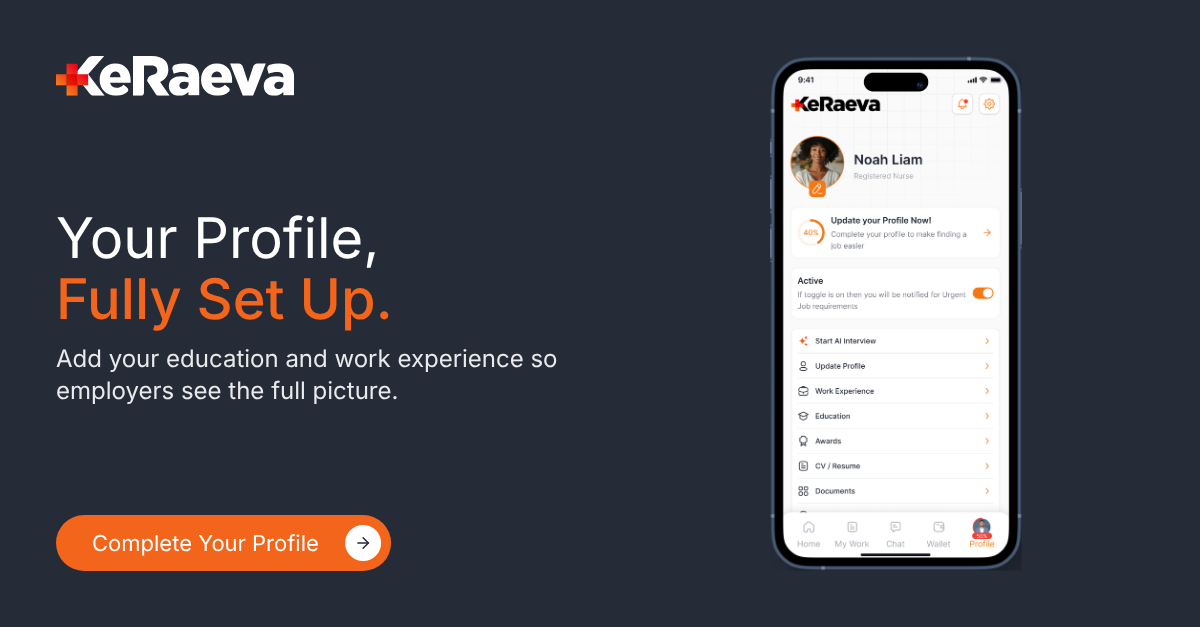 KeRaeva
Your Profile,
Fully Set Up.
Add your education and work experience so
employers see the full picture.
Complete Your Profile
9:41
KeRaeva
Noah Liam
Registered Nurse
40%
Update your Profile Now!
Complete your profile to make finding a
job easier
Active
If toggle is on then you will be notified for Urgent
Job requirements
Start AI Interview
Update Profile
Work Experience
Education
Awards
CV / Resume
Documents
Home
My Work
Chat
Wallet
50%
Profile